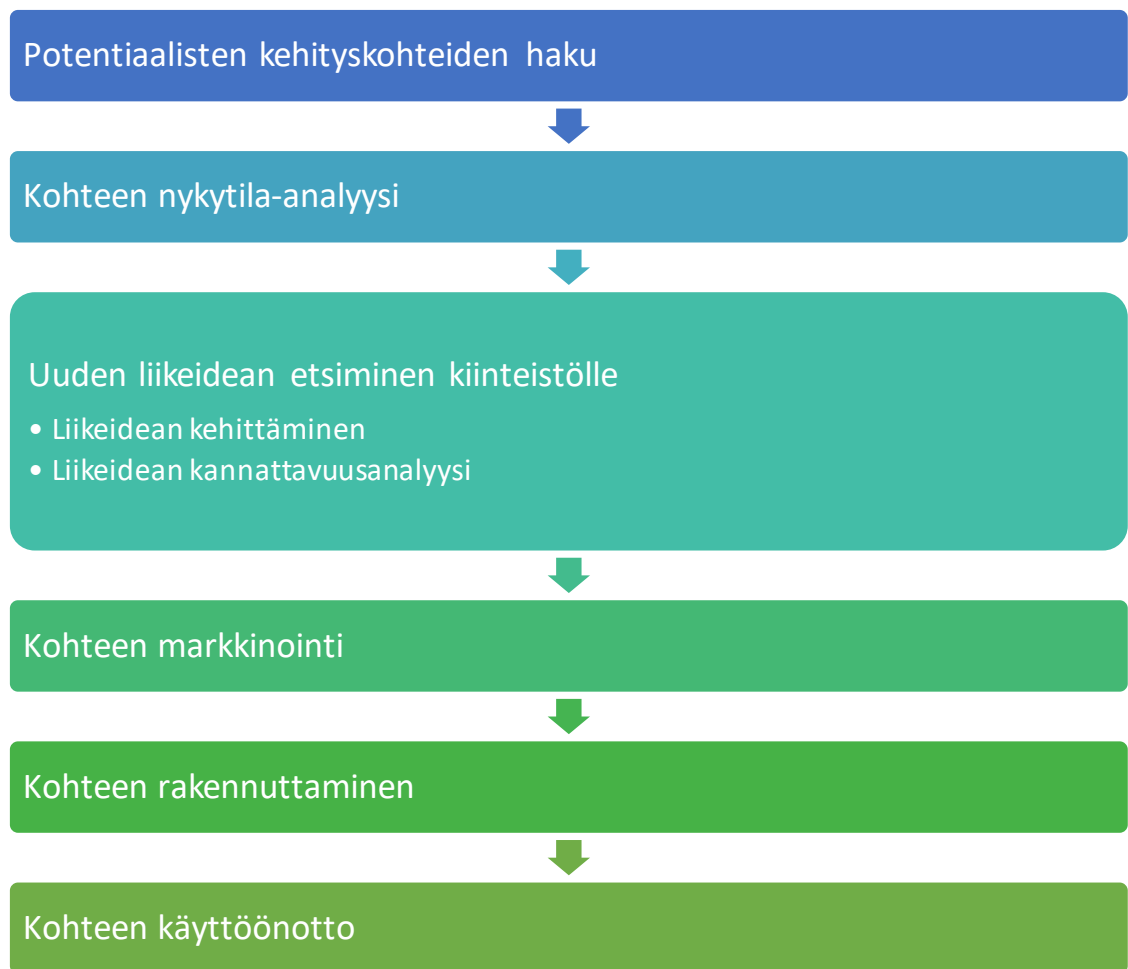 Potentiaalisten kehityskohteiden haku
Kohteen nykytila-analyysi
Uuden liikeidean etsiminen kiinteistölle
• Liikeidean kehittäminen
• Liikeidean kannattavuusanalyysi
Kohteen markkinointi
Kohteen rakennuttaminen
Kohteen käyttöönotto